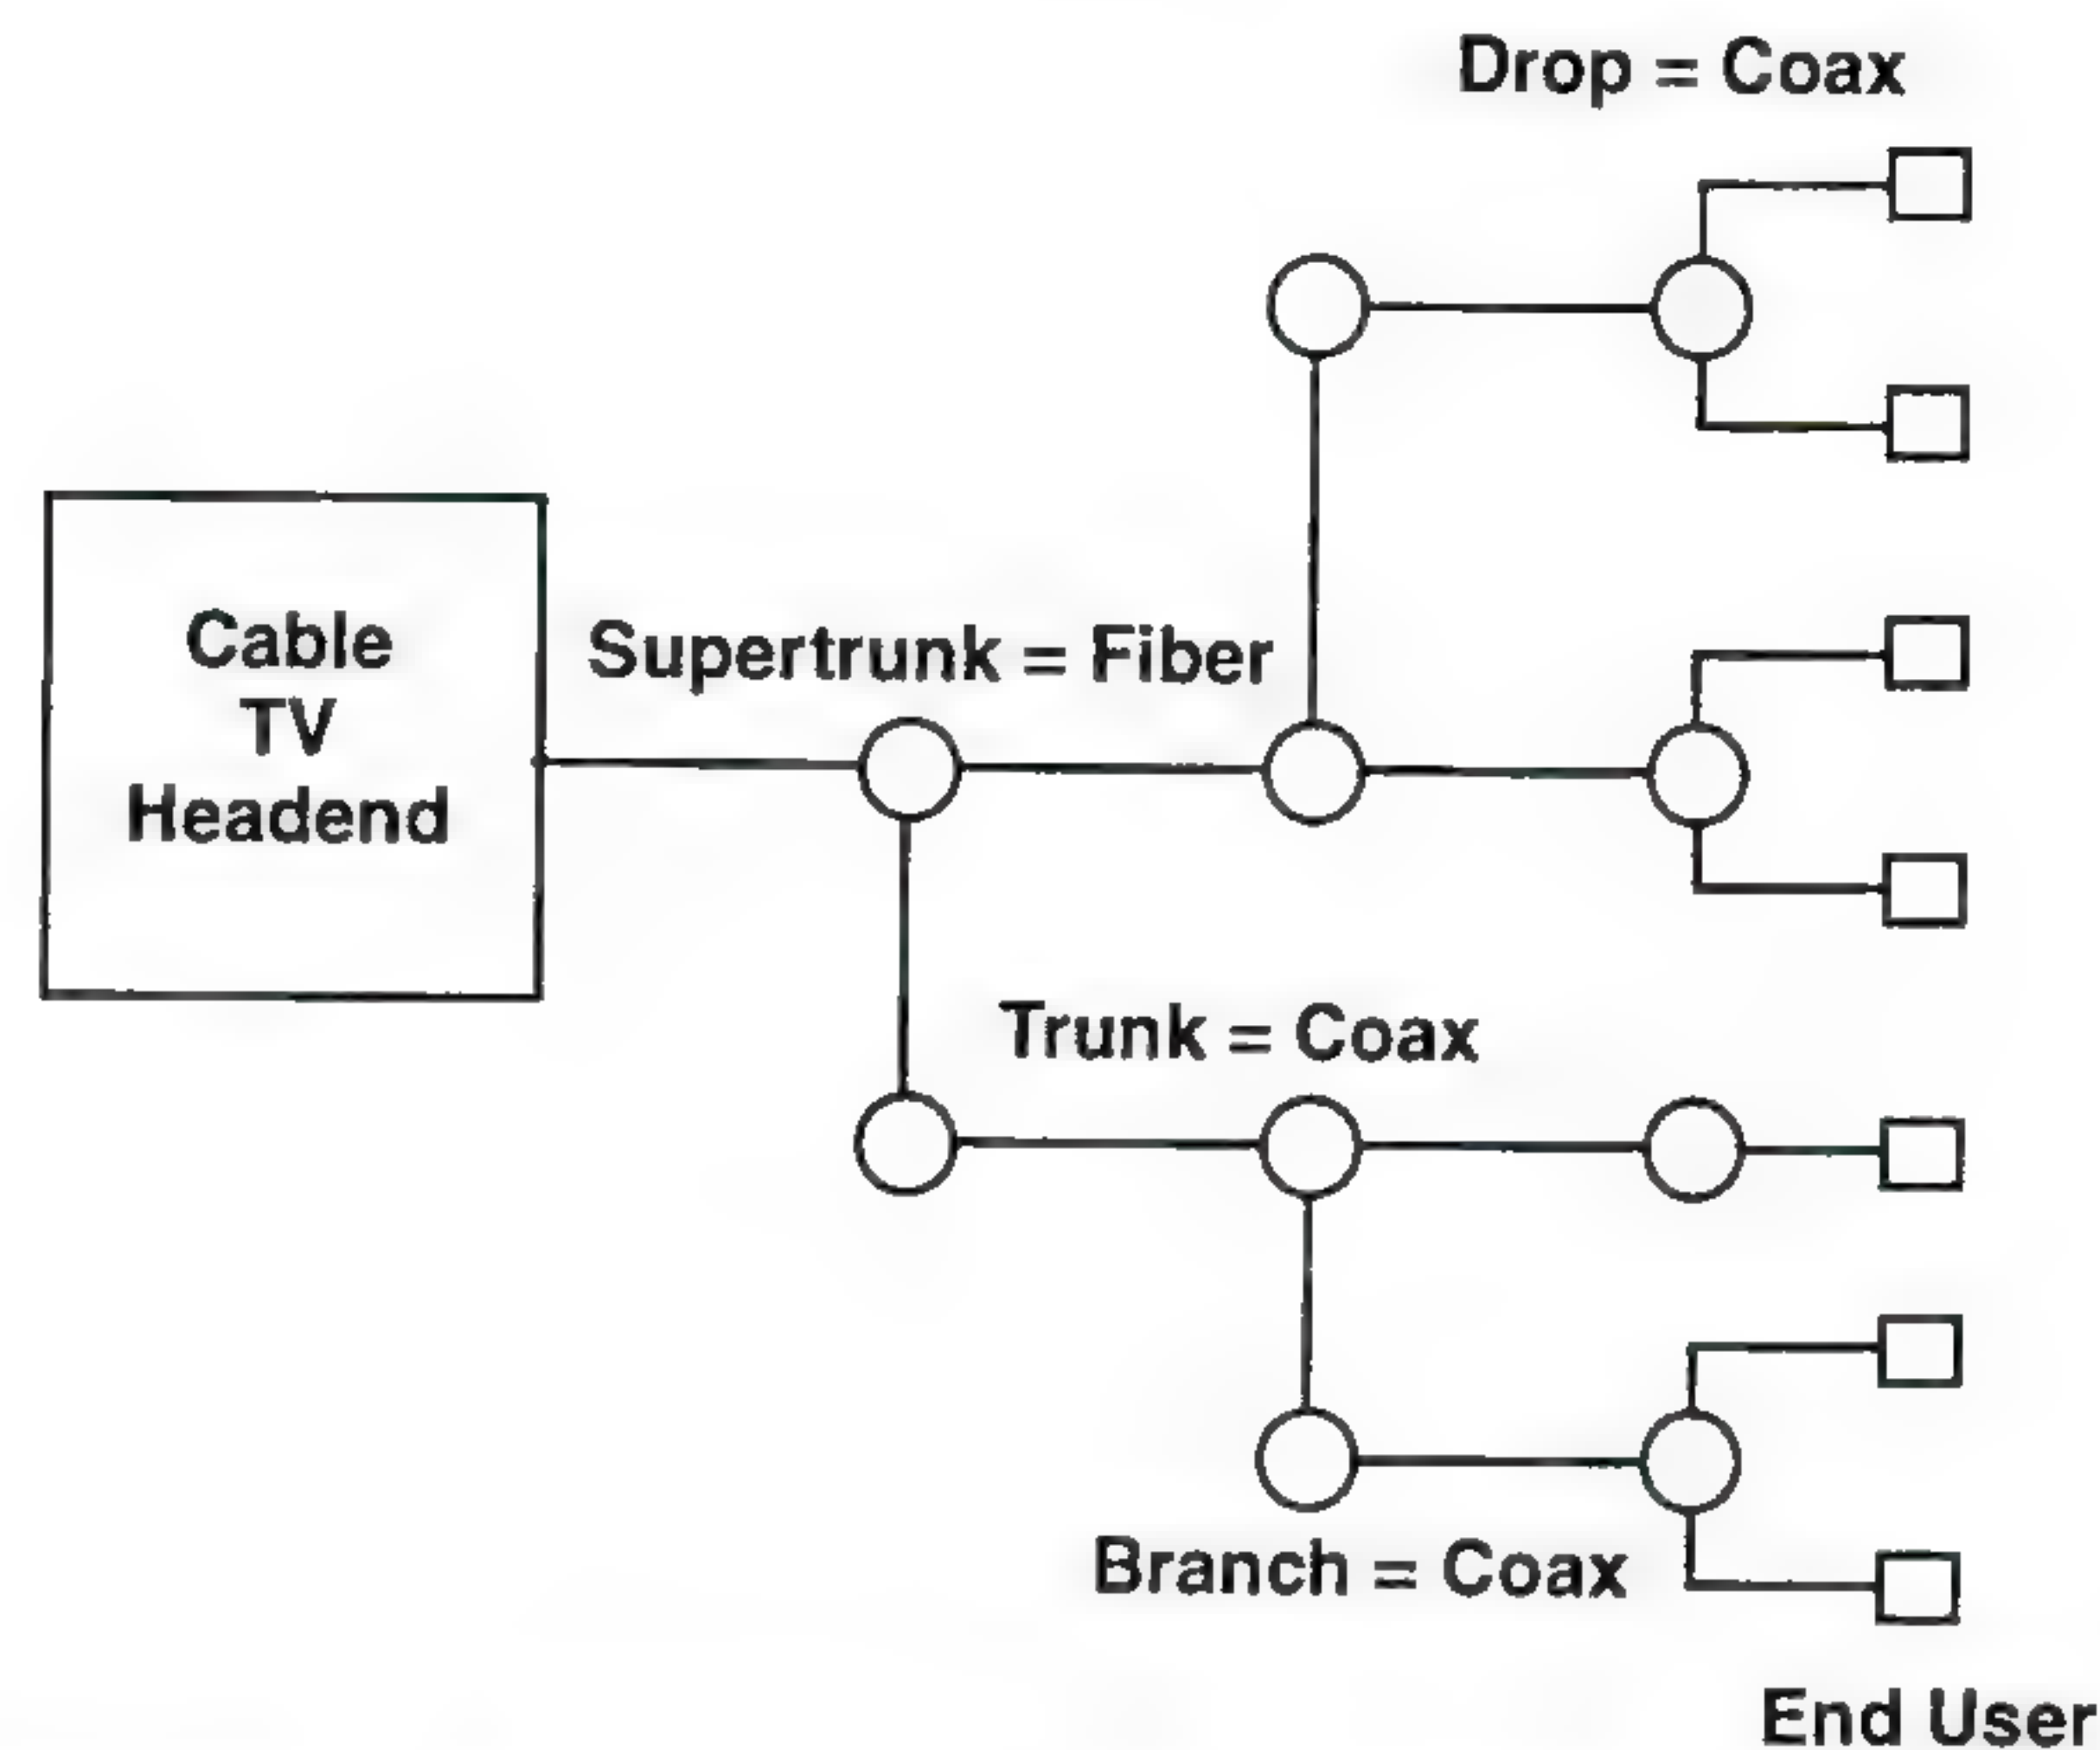 Drop = Coax
Cable
TV
Headend
Supertrunk = Fiber
Trunk = Coax
Branch = Coax
End User